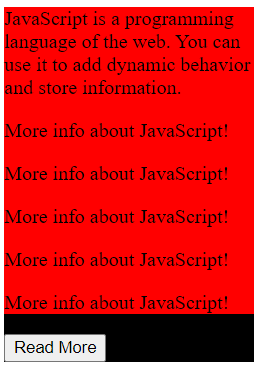 JavaScript is a programming
language of the web. You can
use it to add dynamic behavior
and store information.
More info about JavaScript!
More info about JavaScript!
More info about JavaScript!
More info about JavaScript!
More info about JavaScript!
Read More